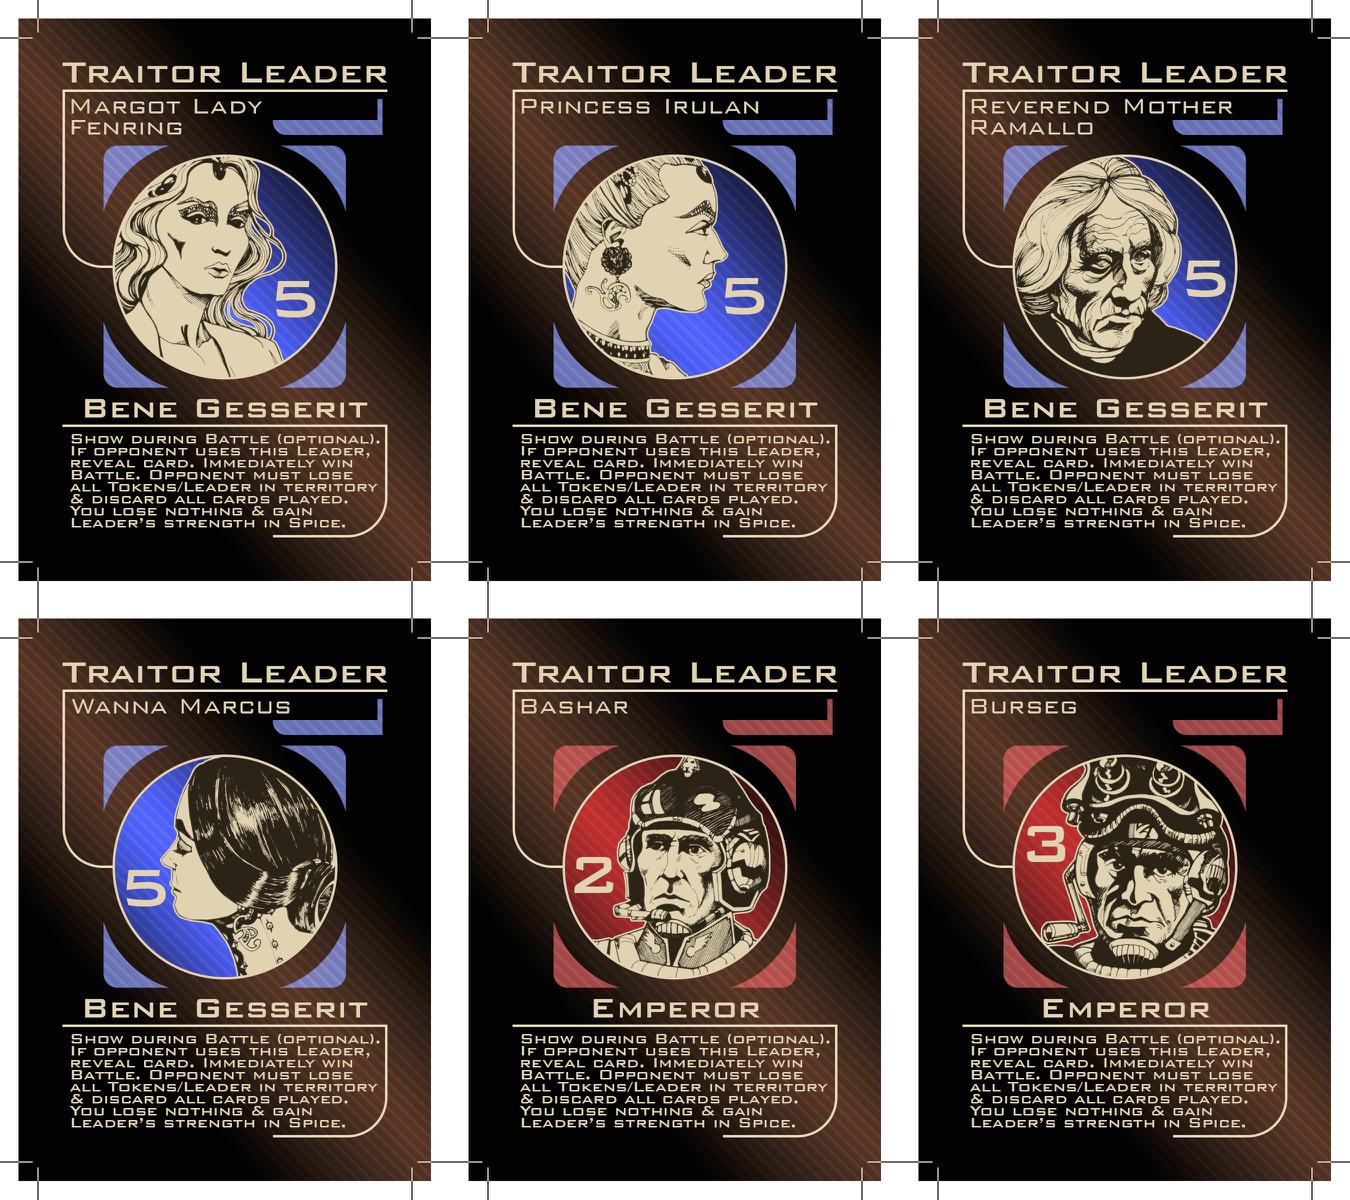 Traitor Leader
Margot Lady
Fenring
5
Bene Gesserit
Show during Battle (optional).
If opponent uses this Leader,
reveal card. Immediately win
Battle. Opponent must lose
all Tokens/Leader in territory
& discard all cards played.
You lose nothing & gain
Leader's strength in Spice.
Traitor Leader
Princess Irulan
5
Bene Gesserit
Show during Battle (optional).
If opponent uses this Leader,
reveal card. Immediately win
Battle. Opponent must lose
all Tokens/Leader in territory
& discard all cards played.
You lose nothing & gain
Leader's strength in Spice.
Traitor Leader
Reverend Mother
Ramallo
5
Bene Gesserit
Show during Battle (optional).
If opponent uses this Leader,
reveal card. Immediately win
Battle. Opponent must lose
all Tokens/Leader in territory
& discard all cards played.
You lose nothing & gain
Leader's strength in Spice.
Traitor Leader
Wanna Marcus
5
Bene Gesserit
Show during Battle (optional).
If opponent uses this Leader,
reveal card. Immediately win
Battle. Opponent must lose
all Tokens/Leader in territory
& discard all cards played.
You lose nothing & gain
Leader's strength in Spice.
Traitor Leader
Bashar
2
Emperor
Show during Battle (optional).
If opponent uses this Leader,
reveal card. Immediately win
Battle. Opponent must lose
all Tokens/Leader in territory
& discard all cards played.
You lose nothing & gain
Leader's strength in Spice.
Traitor Leader
Burseg
3
Emperor
Show during Battle (optional).
If opponent uses this Leader,
reveal card. Immediately win
Battle. Opponent must lose
all Tokens/Leader in territory
& discard all cards played.
You lose nothing & gain
Leader's strength in Spice.